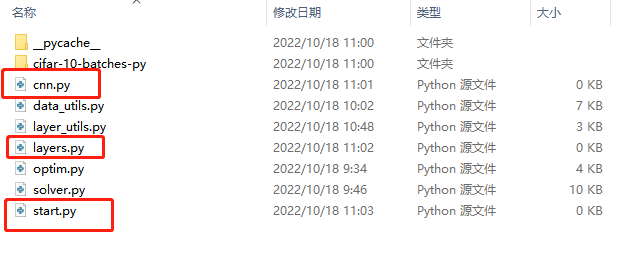 名称 修改日期 类型 大小
__pycache__ 2022/10/18 11:00 文件夹
cifar-10-batches-py 2022/10/18 11:00 文件夹
cnn.py 2022/10/18 11:01 Python 源文件 0 KB
data_utils.py 2022/10/18 10:02 Python 源文件 7 KB
layer_utils.py 2022/10/18 10:48 Python 源文件 3 KB
layers.py 2022/10/18 11:02 Python 源文件 0 KB
optim.py 2022/10/18 9:34 Python 源文件 4 KB
solver.py 2022/10/18 9:46 Python 源文件 10 KB
start.py 2022/10/18 11:03 Python 源文件 0 KB